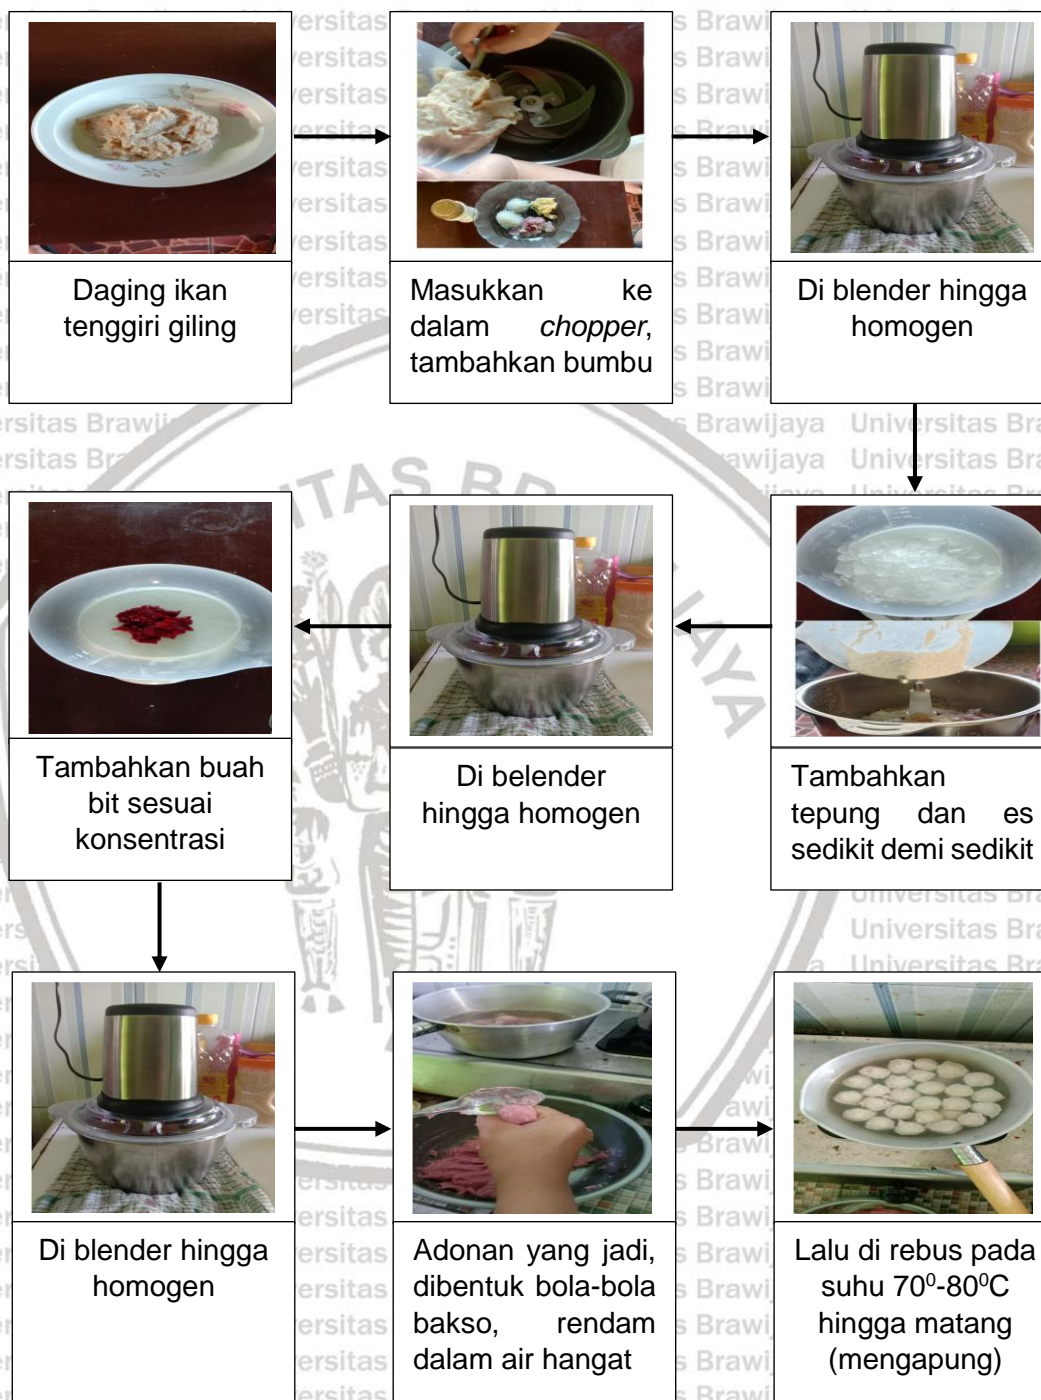 Daging ikan
tenggiri giling
Masukkan ke
dalam chopper,
tambahkan bumbu
Di blender hingga
homogen
Tambahkan
tepung dan es
sedikit demi sedikit
Di belender
hingga homogen
Tambahkan buah
bit sesuai
konsentrasi
Di blender hingga
homogen
Adonan yang jadi,
dibentuk bola-bola
bakso, rendam
dalam air hangat
Lalu di rebus pada
suhu 70⁰-80⁰C
hingga matang
(mengapung)